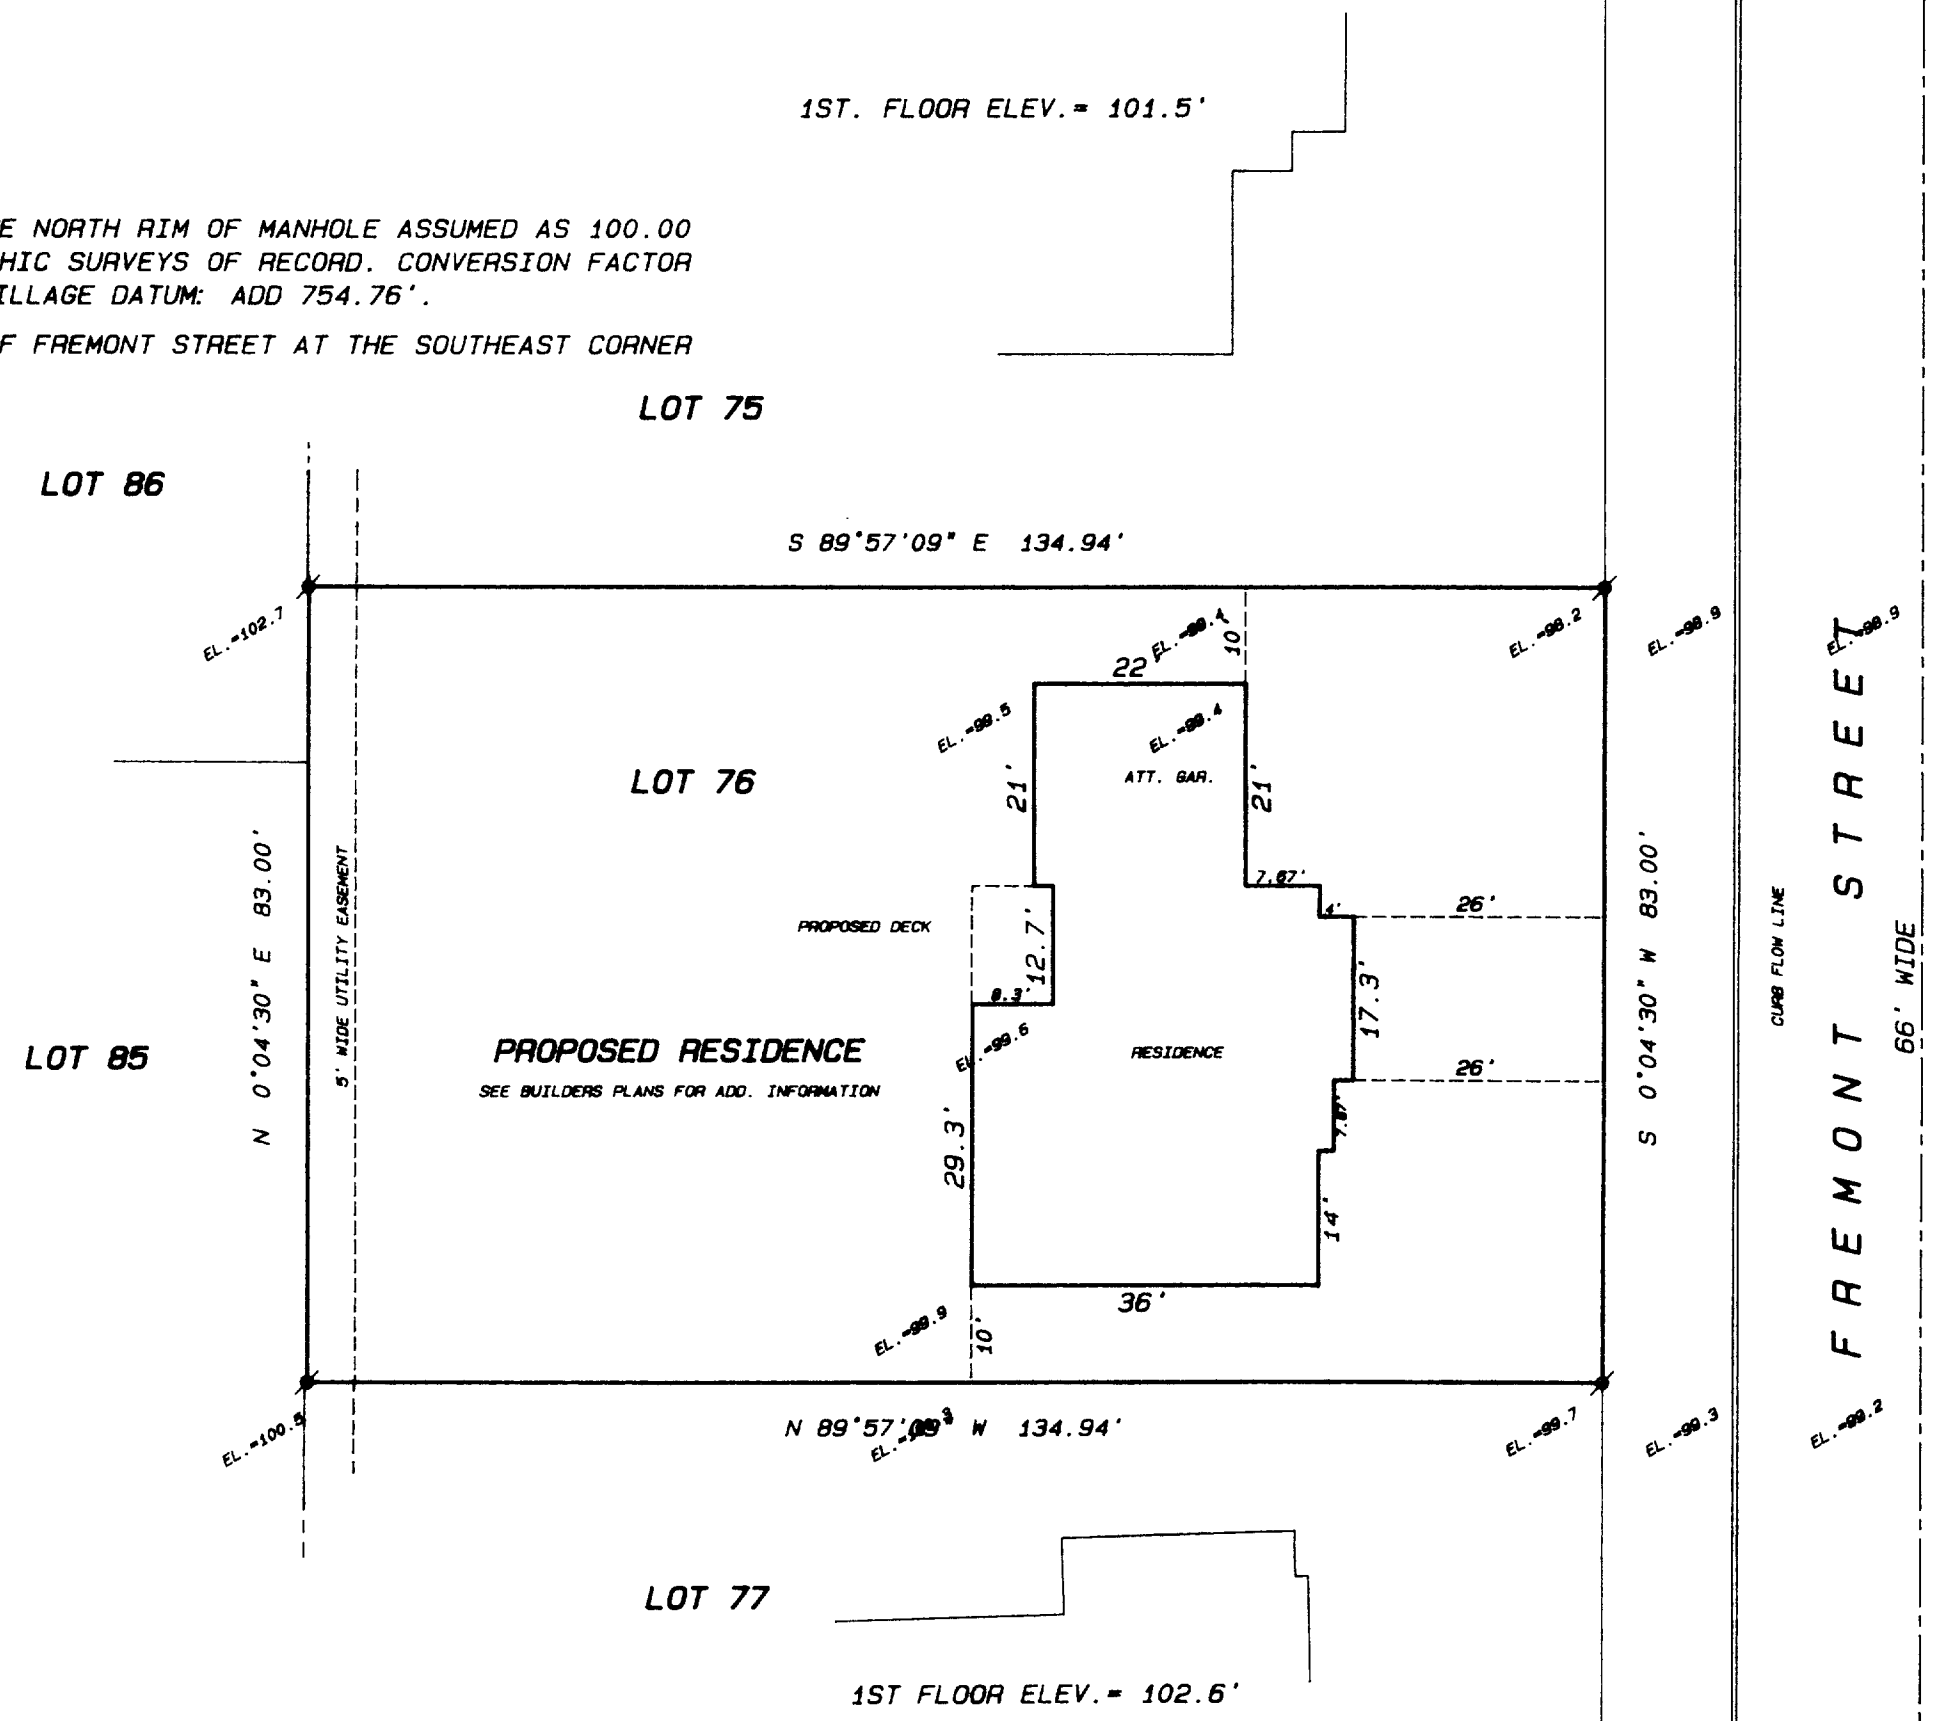 1ST. FLOOR ELEV.= 101.5'
E NORTH RIM OF MANHOLE ASSUMED AS 100.00
HIC SURVEYS OF RECORD. CONVERSION FACTOR
ILLAGE DATUM: ADD 754.76'.
F FREMONT STREET AT THE SOUTHEAST CORNER
LOT 75
LOT 86
S 89°57'09" E 134.94'
EL.=102.7
EL.=99.4
10'
EL.=98.2
EL.=98.9
EL.=98.9
22'
EL.=99.5
EL.=99.4
ATT. GAR.
LOT 76
21'
21'
7.67'
4'
26'
PROPOSED DECK
12.7'
8.3'
EL.=99.6
17.3'
N 0°04'30" E 83.00'
5' WIDE UTILITY EASEMENT
S 0°04'30" W 83.00'
CURB FLOW LINE
FREMONT STREET
66' WIDE
LOT 85
PROPOSED RESIDENCE
SEE BUILDERS PLANS FOR ADD. INFORMATION
RESIDENCE
26'
29.3'
14'
36'
EL.=99.9
10'
EL.=100.5
N 89°57'09" W 134.94'
EL.=99.7
EL.=99.3
EL.=99.2
LOT 77
1ST FLOOR ELEV.= 102.6'